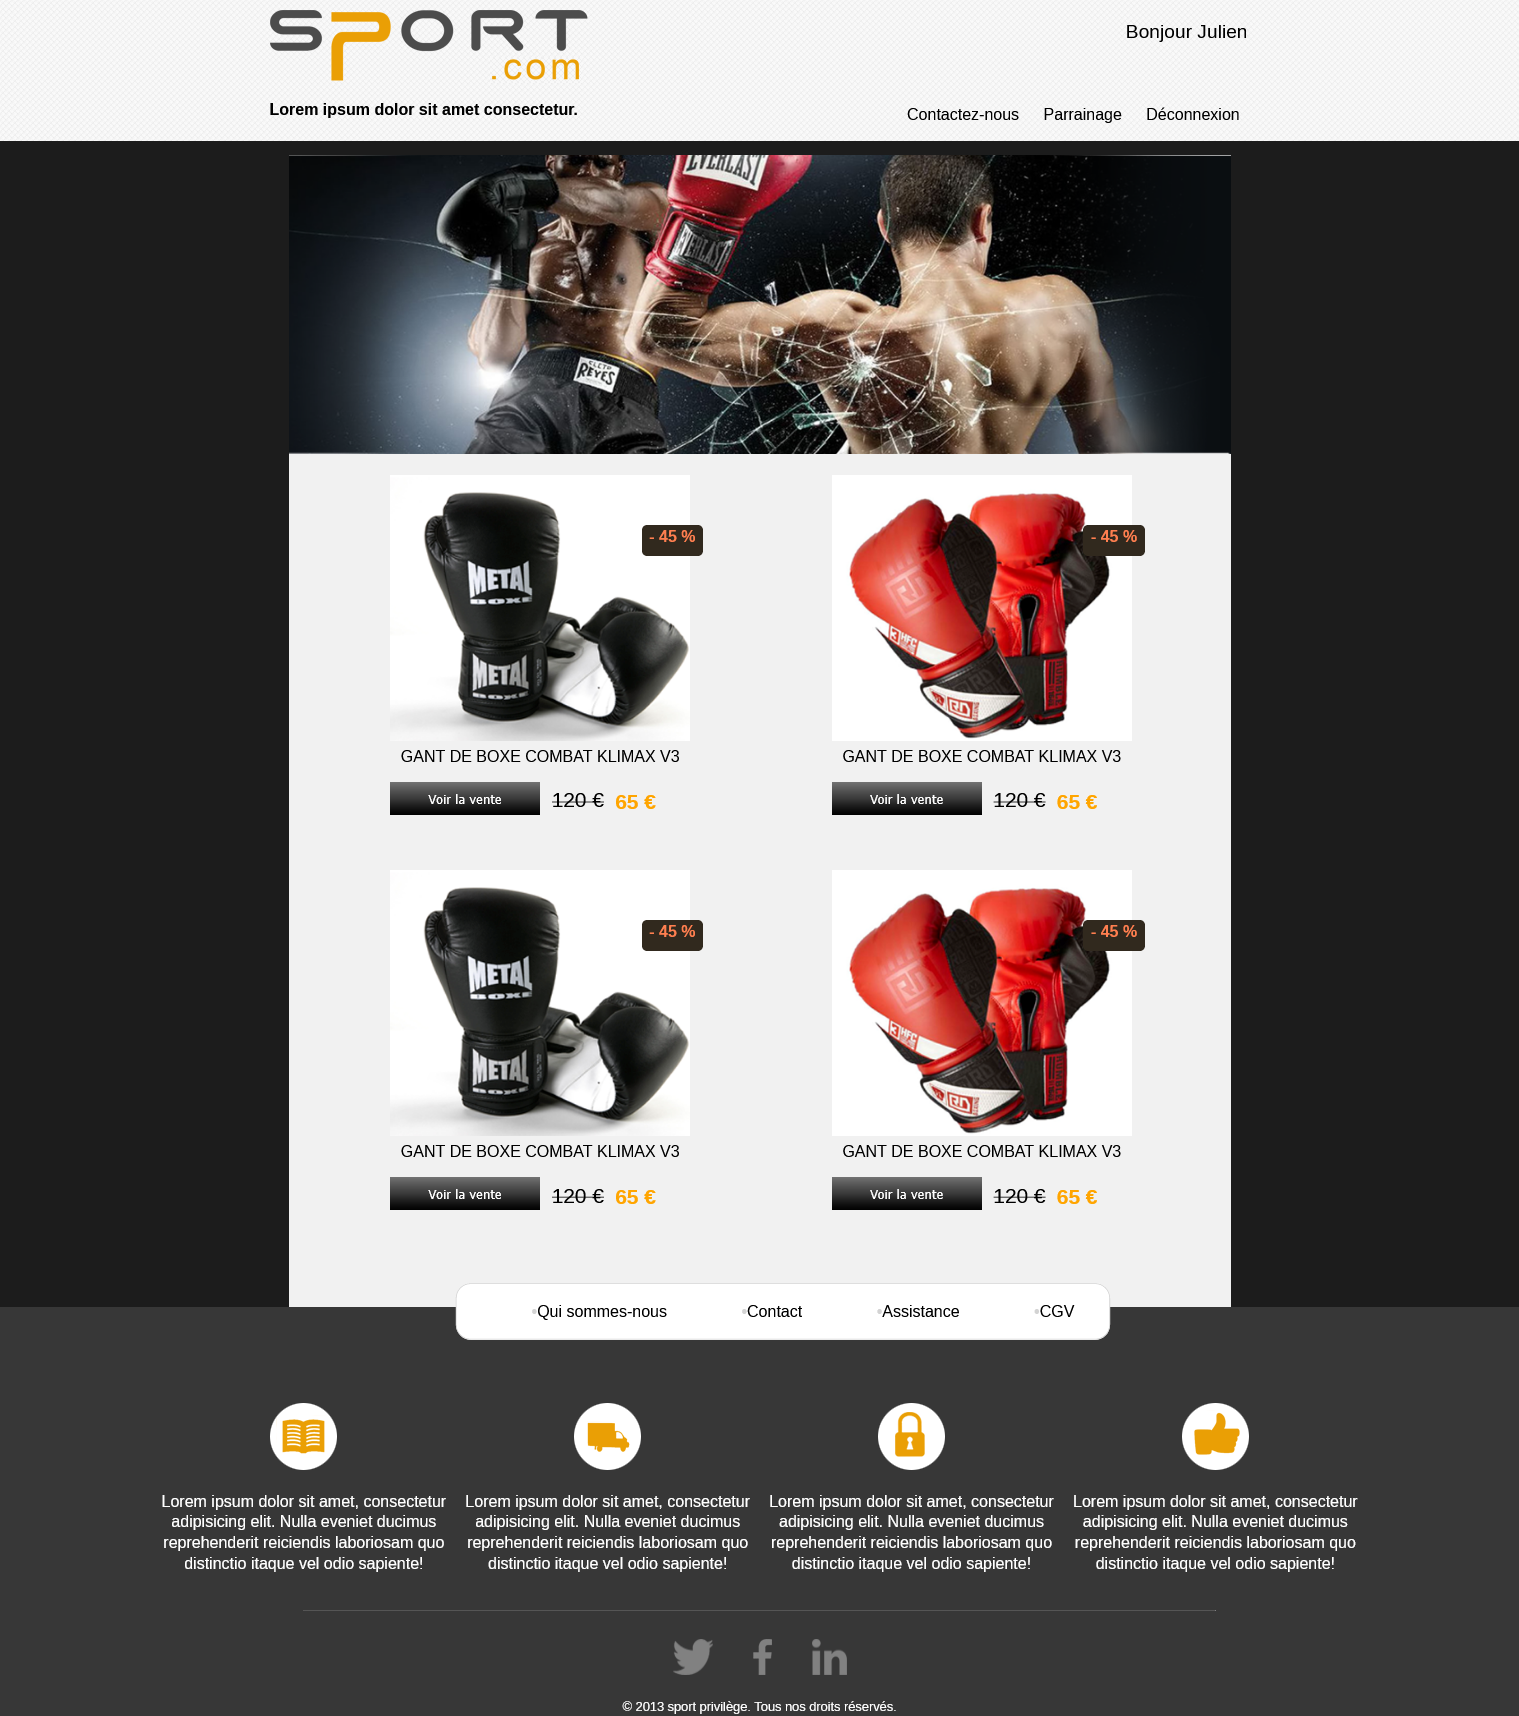 SPORT
.com
Bonjour Julien
Lorem ipsum dolor sit amet consectetur.
Contactez-nous Parrainage Déconnexion
EVERLAST
EVERLAST
CLETO
REYES
- 45 % - 45 %
METAL
BOXE
METAL
BOXE
RD
GANT DE BOXE COMBAT KLIMAX V3 GANT DE BOXE COMBAT KLIMAX V3
Voir la vente 120 € 65 € Voir la vente 120 € 65 €
- 45 % - 45 %
METAL
BOXE
METAL
BOXE
RD
GANT DE BOXE COMBAT KLIMAX V3 GANT DE BOXE COMBAT KLIMAX V3
Voir la vente 120 € 65 € Voir la vente 120 € 65 €
•Qui sommes-nous •Contact •Assistance •CGV
Lorem ipsum dolor sit amet, consectetur
adipisicing elit. Nulla eveniet ducimus
reprehenderit reiciendis laboriosam quo
distinctio itaque vel odio sapiente!
Lorem ipsum dolor sit amet, consectetur
adipisicing elit. Nulla eveniet ducimus
reprehenderit reiciendis laboriosam quo
distinctio itaque vel odio sapiente!
Lorem ipsum dolor sit amet, consectetur
adipisicing elit. Nulla eveniet ducimus
reprehenderit reiciendis laboriosam quo
distinctio itaque vel odio sapiente!
Lorem ipsum dolor sit amet, consectetur
adipisicing elit. Nulla eveniet ducimus
reprehenderit reiciendis laboriosam quo
distinctio itaque vel odio sapiente!
© 2013 sport privilège. Tous nos droits réservés.